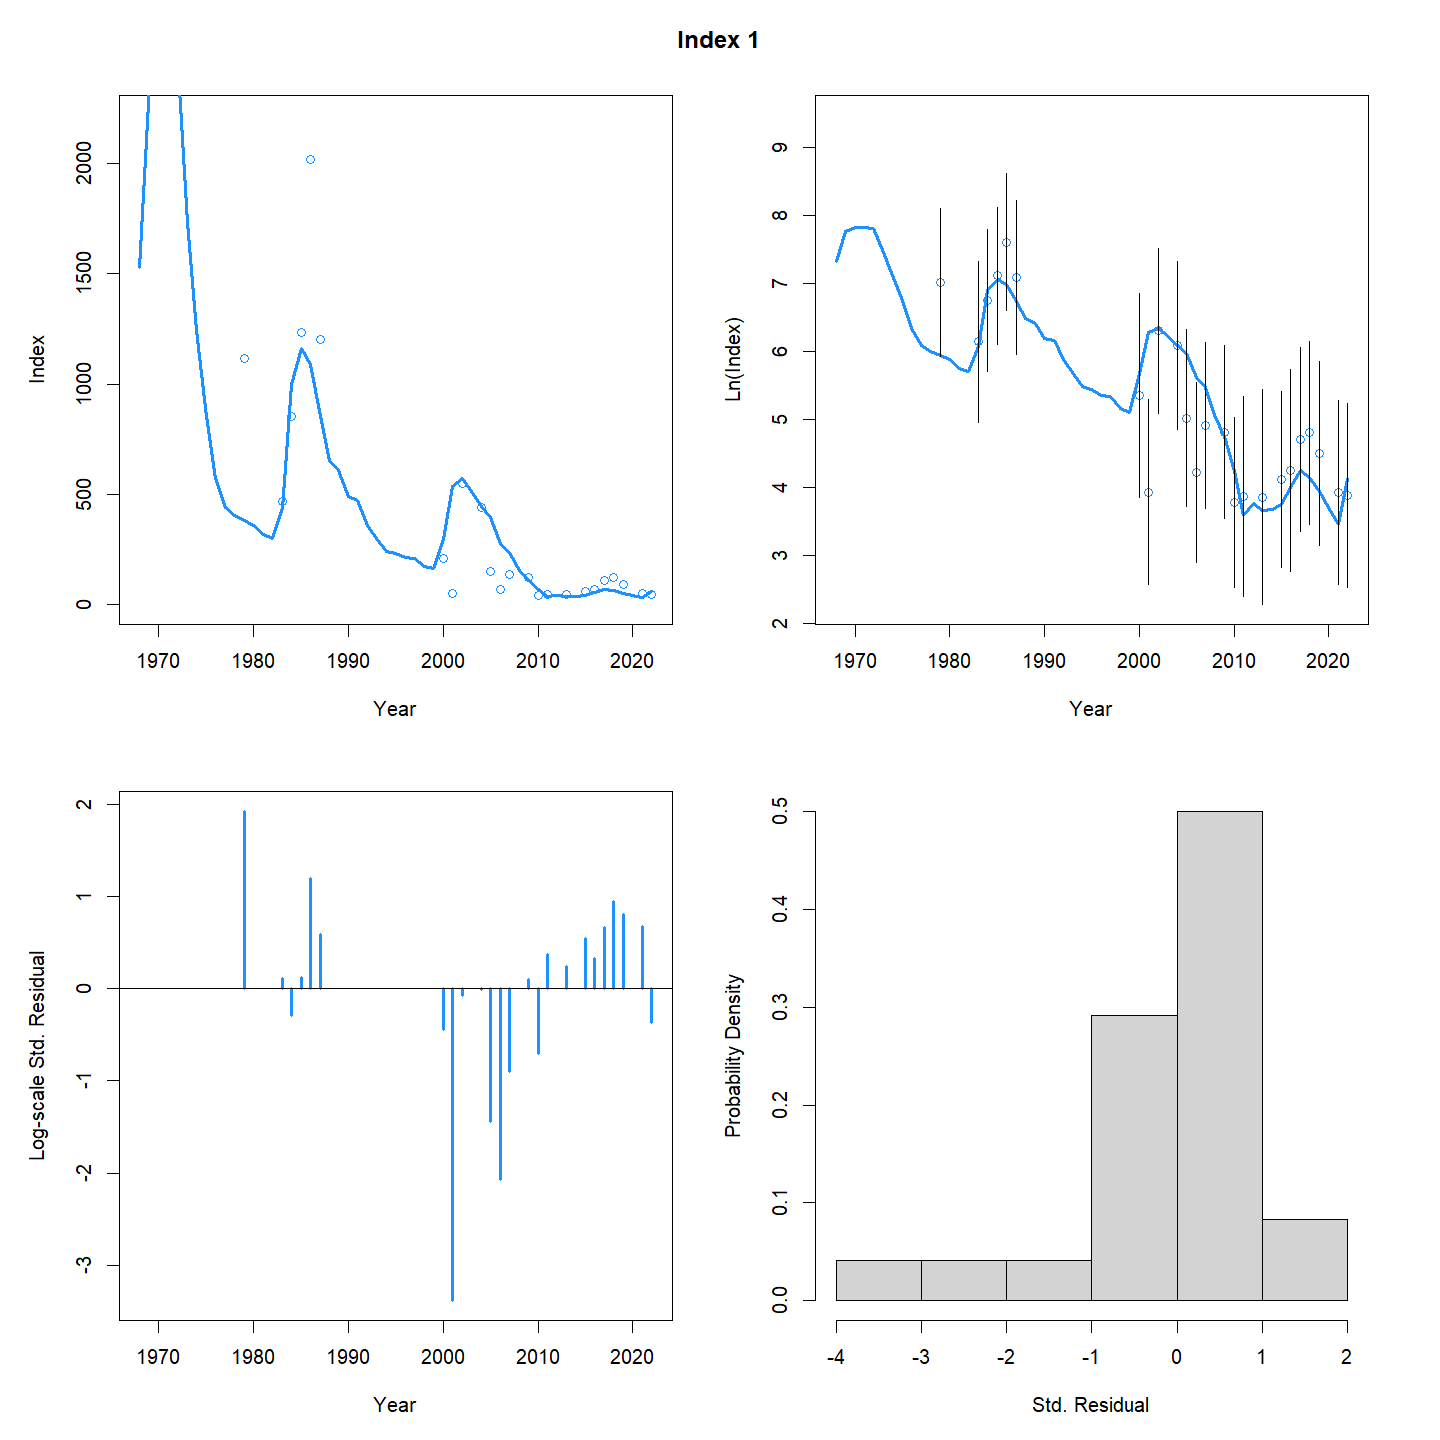 Index 1
Index
2000
1500
1000
500
0
1970 1980 1990 2000 2010 2020
Year
Ln(Index)
9
8
7
6
5
4
3
2
1970 1980 1990 2000 2010 2020
Year
Log-scale Std. Residual
2
1
0
-1
-2
-3
1970 1980 1990 2000 2010 2020
Year
Probability Density
0.5
0.4
0.3
0.2
0.1
0.0
-4 -3 -2 -1 0 1 2
Std. Residual